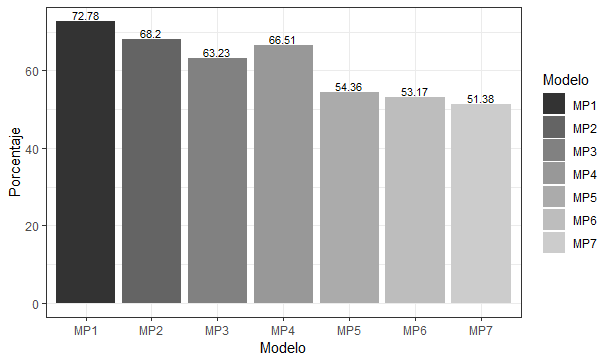 72.78
68.2
63.23
66.51
54.36
53.17
51.38
60
40
20
0
Porcentaje
MP1 MP2 MP3 MP4 MP5 MP6 MP7
Modelo
Modelo
MP1
MP2
MP3
MP4
MP5
MP6
MP7